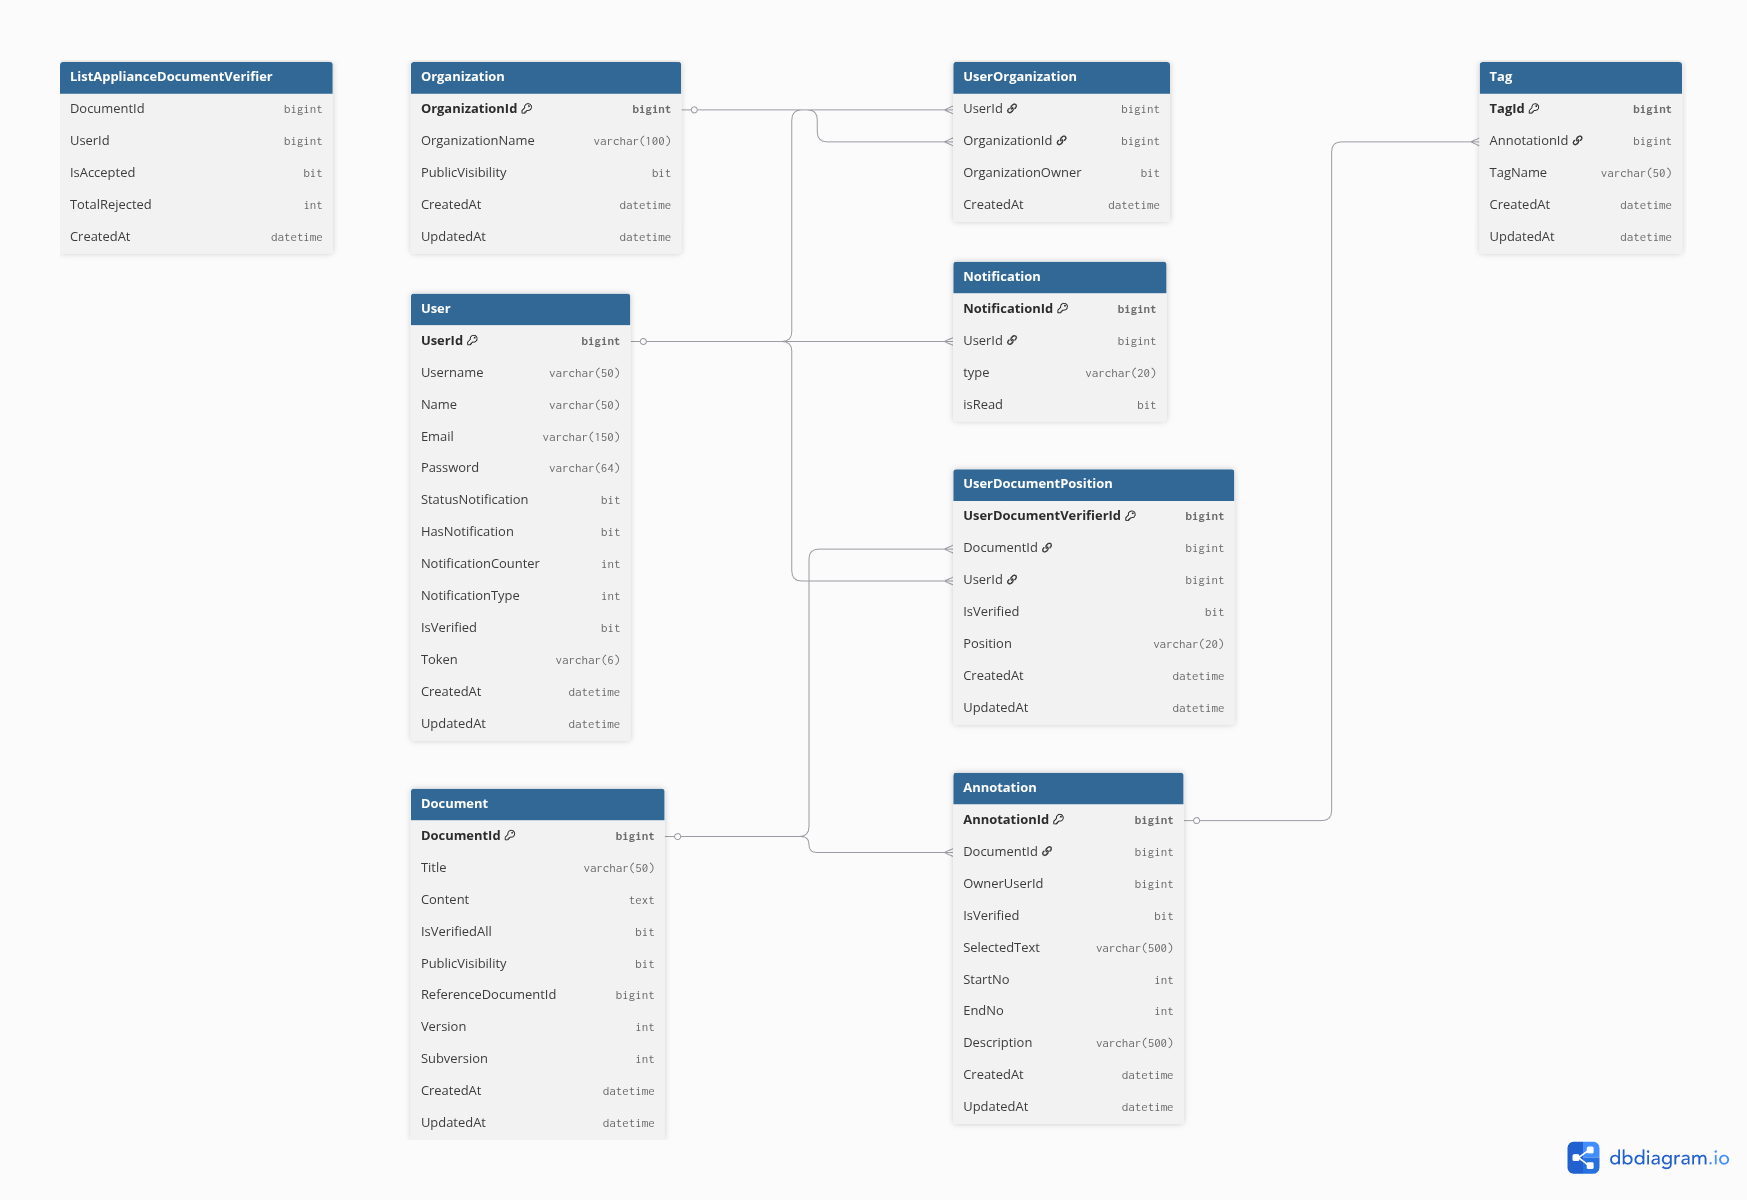 ListApplianceDocumentVerifier
DocumentId bigint
UserId bigint
IsAccepted bit
TotalRejected int
CreatedAt datetime
Organization
OrganizationId bigint
OrganizationName varchar(100)
PublicVisibility bit
CreatedAt datetime
UpdatedAt datetime
User
UserId bigint
Username varchar(50)
Name varchar(50)
Email varchar(150)
Password varchar(64)
StatusNotification bit
HasNotification bit
NotificationCounter int
NotificationType int
IsVerified bit
Token varchar(6)
CreatedAt datetime
UpdatedAt datetime
Document
DocumentId bigint
Title varchar(50)
Content text
IsVerifiedAll bit
PublicVisibility bit
ReferenceDocumentId bigint
Version int
Subversion int
CreatedAt datetime
UpdatedAt datetime
UserOrganization
UserId bigint
OrganizationId bigint
OrganizationOwner bit
CreatedAt datetime
Notification
NotificationId bigint
UserId bigint
type varchar(20)
isRead bit
UserDocumentPosition
UserDocumentVerifierId bigint
DocumentId bigint
UserId bigint
IsVerified bit
Position varchar(20)
CreatedAt datetime
UpdatedAt datetime
Annotation
AnnotationId bigint
DocumentId bigint
OwnerUserId bigint
IsVerified bit
SelectedText varchar(500)
StartNo int
EndNo int
Description varchar(500)
CreatedAt datetime
UpdatedAt datetime
Tag
TagId bigint
AnnotationId bigint
TagName varchar(50)
CreatedAt datetime
UpdatedAt datetime
dbdiagram.io